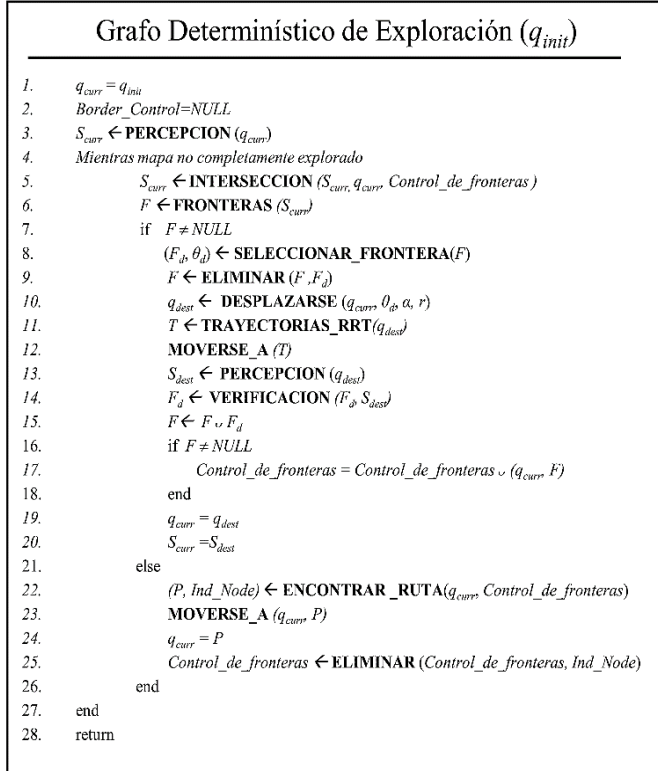 Grafo Determinístico de Exploración (q_init)
1. q_curr = q_init
2. Border_Control=NULL
3. S_curr ← PERCEPCION (q_curr)
4. Mientras mapa no completamente explorado
5. S_curr ← INTERSECCION (S_curr, q_curr, Control_de_fronteras )
6. F ← FRONTERAS (S_curr)
7. if F ≠ NULL
8. (F_d, θ_d) ← SELECCIONAR_FRONTERA(F)
9. F ← ELIMINAR (F ,F_d)
10. q_dest ← DESPLAZARSE (q_curr, θ_d, α, r)
11. T ← TRAYECTORIAS_RRT(q_dest)
12. MOVERSE_A (T)
13. S_dest ← PERCEPCION (q_dest)
14. F_d ← VERIFICACION (F_d, S_dest)
15. F ← F ∪ F_d
16. if F ≠ NULL
17. Control_de_fronteras = Control_de_fronteras ∪ (q_curr, F)
18. end
19. q_curr = q_dest
20. S_curr =S_dest
21. else
22. (P, Ind_Node) ← ENCONTRAR _RUTA(q_curr, Control_de_fronteras)
23. MOVERSE_A (q_curr, P)
24. q_curr = P
25. Control_de_fronteras ← ELIMINAR (Control_de_fronteras, Ind_Node)
26. end
27. end
28. return